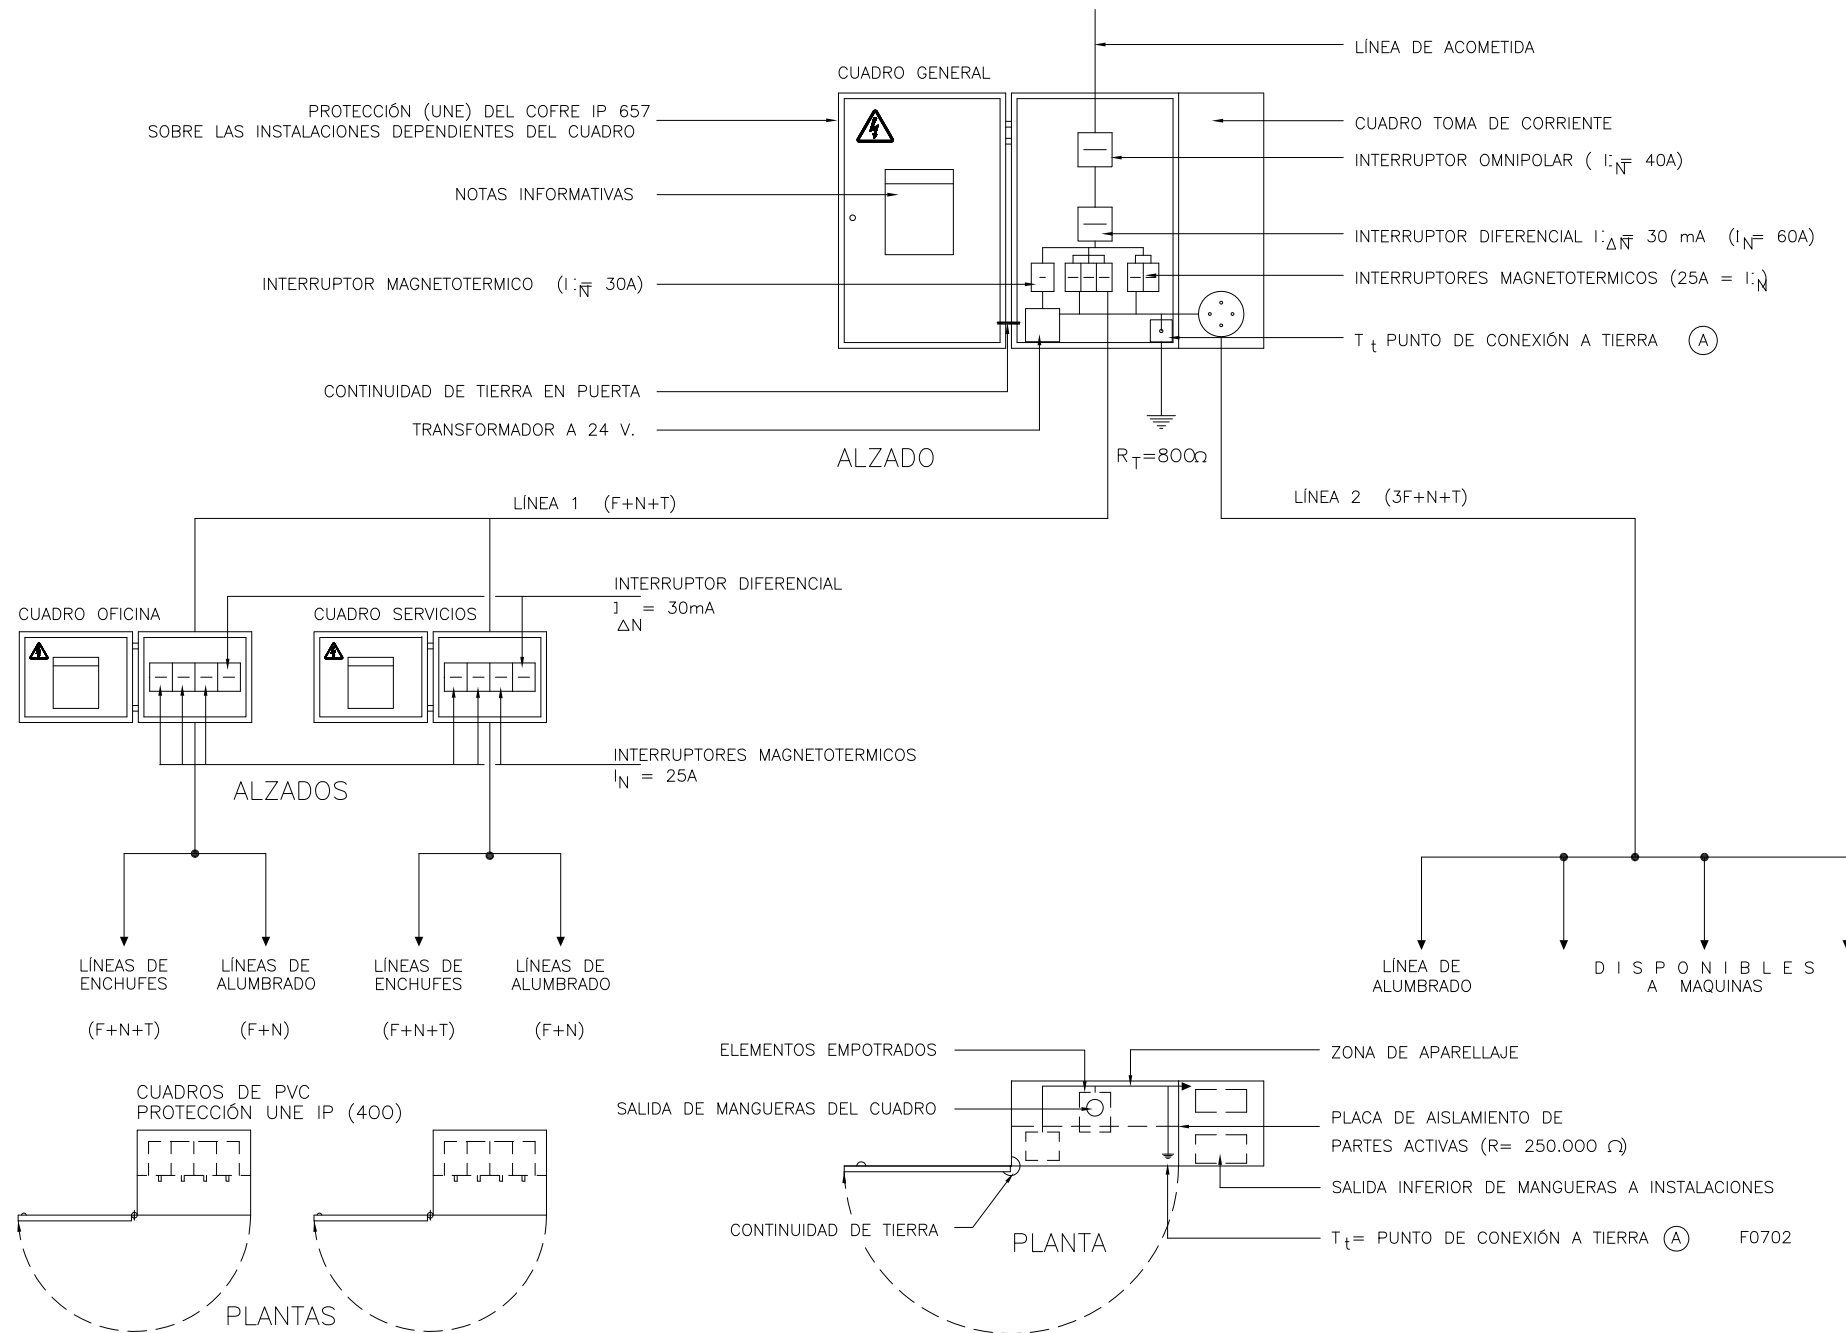 LÍNEA DE ACOMETIDA
CUADRO GENERAL
PROTECCIÓN (UNE) DEL COFRE IP 657
SOBRE LAS INSTALACIONES DEPENDIENTES DEL CUADRO
CUADRO TOMA DE CORRIENTE
INTERRUPTOR OMNIPOLAR ( I:N= 40A)
NOTAS INFORMATIVAS
INTERRUPTOR DIFERENCIAL I:ΔN= 30 mA (IN= 60A)
INTERRUPTOR MAGNETOTERMICO (I:N= 30A)
INTERRUPTORES MAGNETOTERMICOS (25A = I:N)
Tt PUNTO DE CONEXIÓN A TIERRA A
CONTINUIDAD DE TIERRA EN PUERTA
TRANSFORMADOR A 24 V.
ALZADO
RT=800Ω
LÍNEA 1 (F+N+T)
LÍNEA 2 (3F+N+T)
INTERRUPTOR DIFERENCIAL
I = 30mA
ΔN
CUADRO OFICINA
CUADRO SERVICIOS
INTERRUPTORES MAGNETOTERMICOS
IN = 25A
ALZADOS
LÍNEAS DE
ENCHUFES
(F+N+T)
LÍNEAS DE
ALUMBRADO
(F+N)
LÍNEAS DE
ENCHUFES
(F+N+T)
LÍNEAS DE
ALUMBRADO
(F+N)
LÍNEA DE
ALUMBRADO
DISPONIBLES
A MAQUINAS
CUADROS DE PVC
PROTECCIÓN UNE IP (400)
PLANTAS
ELEMENTOS EMPOTRADOS
SALIDA DE MANGUERAS DEL CUADRO
CONTINUIDAD DE TIERRA
PLANTA
ZONA DE APARELLAJE
PLACA DE AISLAMIENTO DE
PARTES ACTIVAS (R= 250.000 Ω)
SALIDA INFERIOR DE MANGUERAS A INSTALACIONES
Tt= PUNTO DE CONEXIÓN A TIERRA A
F0702